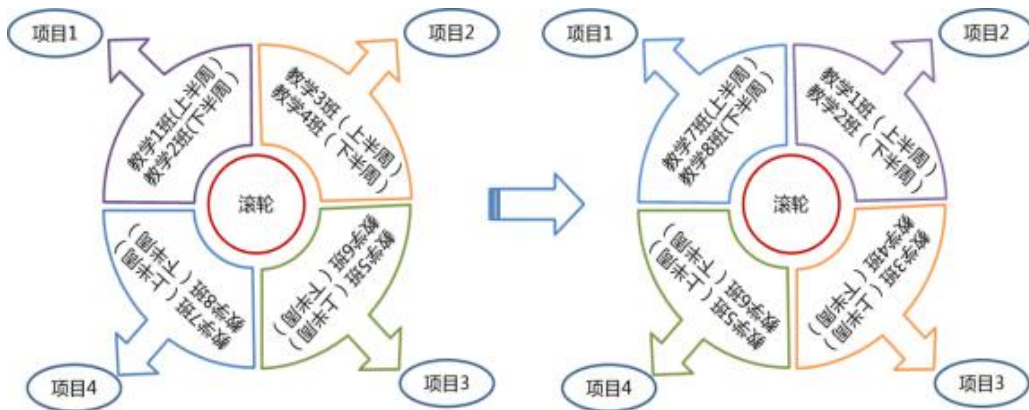 项目1
项目2
教学1班(上半周)
教学2班(下半周)
教学3班（上半周）
教学4班（下半周）
滚轮
教学7班（上半周）
教学8班（下半周）
教学5班（上半周）
教学6班（下半周）
项目4
项目3
项目1
项目2
教学7班(上半周)
教学8班(下半周)
教学1班（上半周）
教学2班（下半周）
滚轮
教学5班（上半周）
教学6班（下半周）
教学3班（上半周）
教学4班（下半周）
项目4
项目3